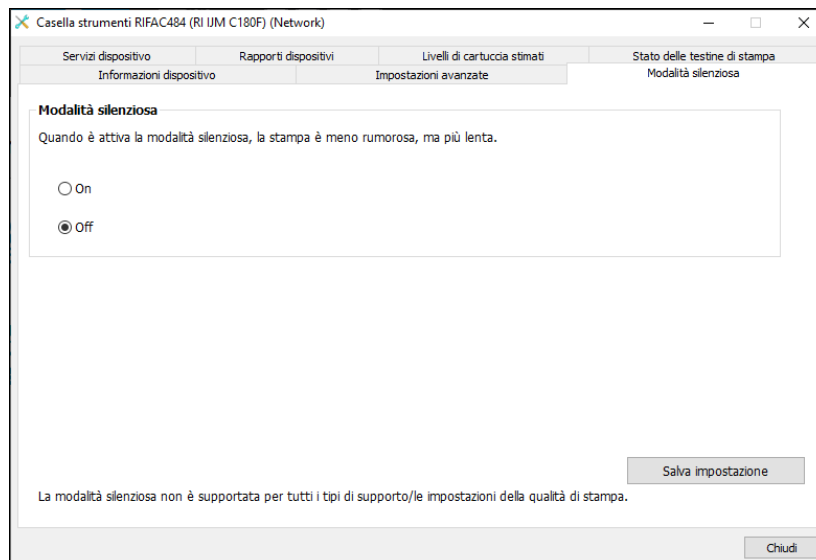 Casella strumenti RIFAC484 (RI IJM C180F) (Network)
Servizi dispositivo
Rapporti dispositivi
Livelli di cartuccia stimati
Stato delle testine di stampa
Informazioni dispositivo
Impostazioni avanzate
Modalità silenziosa
Modalità silenziosa
Quando è attiva la modalità silenziosa, la stampa è meno rumorosa, ma più lenta.
On
Off
Salva impostazione
La modalità silenziosa non è supportata per tutti i tipi di supporto/le impostazioni della qualità di stampa.
Chiudi